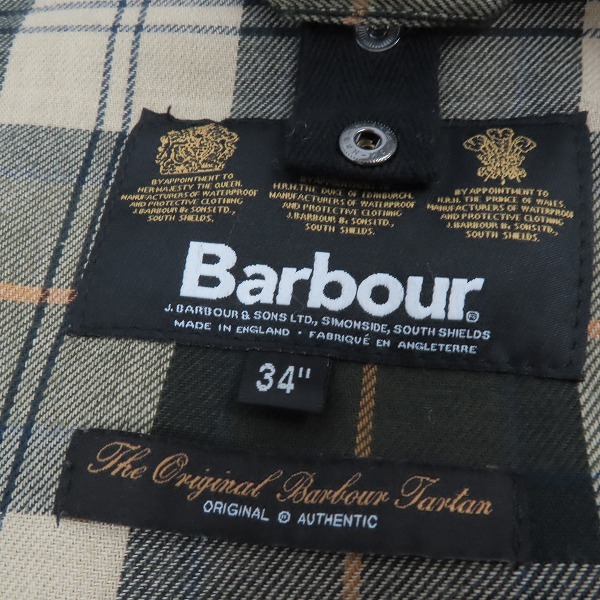 BY APPOINTMENT TO
HER MAJESTY THE QUEEN.
MANUFACTURERS OF WATERPROOF
AND PROTECTIVE CLOTHING
J.BARBOUR & SONS LTD,
SOUTH SHIELDS.
H.R.H. THE DUKE OF EDINBURGH.
MANUFACTURERS OF WATERPROOF
AND PROTECTIVE CLOTHING
J.BARBOUR & SONS LTD,
SOUTH SHIELDS.
BY APPOINTMENT TO
H.R.H. THE PRINCE OF WALES.
MANUFACTURERS OF WATERPROOF
AND PROTECTIVE CLOTHING
J.BARBOUR & SONS LTD,
SOUTH SHIELDS.
Barbour
J. BARBOUR & SONS LTD., SIMONSIDE, SOUTH SHIELDS
MADE IN ENGLAND · FABRIQUÉ EN ANGLETERRE
34"
The Original Barbour Tartan
ORIGINAL AUTHENTIC